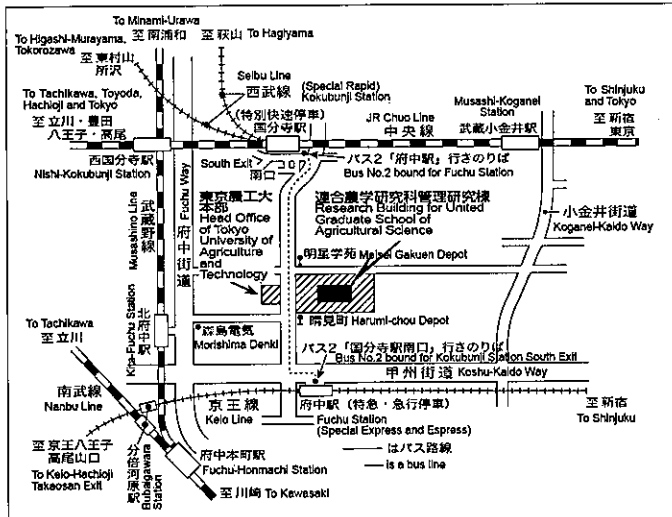 To Minami-Urawa
至南浦和
至萩山 To Hagiyama
To Higashi-Murayama,
Tokorozawa
至東村山
所沢
Seibu Line
西武線
(Special Rapid)
Kokubunji Station
(特別快速停車)
国分寺駅
To Tachikawa, Toyoda,
Hachioji and Tokyo
至立川・豊田
八王子・高尾
JR Chuo Line
中央線
Musashi-Koganei
Station
武蔵小金井駅
To Shinjuku
and Tokyo
至新宿
東京
西国分寺駅
Nishi-Kokubunji Station
South Exit
南口
バス2「府中駅」行きのりば
Bus No.2 bound for Fuchu Station
Musashino Line
武蔵野線
Fuchu Way
府中街道
東京農工大
本部
Head Office
of Tokyo
University of
Agriculture
and
Technology
連合農学研究科管理研究棟
Research Building for United
Graduate School of
Agricultural Science
小金井街道
Koganei-Kaido Way
明星学苑 Meisei Gakuen Depot
Kita-Fuchu Station
北府中駅
森島電気
Morishima Denki
晴見町 Harumi-chou Depot
バス2「国分寺駅南口」行きのりば
Bus No.2 bound for Kokubunji Station South Exit
甲州街道 Koshu-Kaido Way
To Tachikawa
至立川
南武線
Nanbu Line
京王線
Keio Line
府中駅(特急・急行停車)
Fuchu Station
(Special Express and Espress)
至新宿
To Shinjuku
至京王八王子
高尾山口
To Keio-Hachioji
Takaosan Exit
分倍河原駅
Bubaigawara
Station
府中本町駅
Fuchu-Honmachi Station
至川崎 To Kawasaki
はバス路線
is a bus line